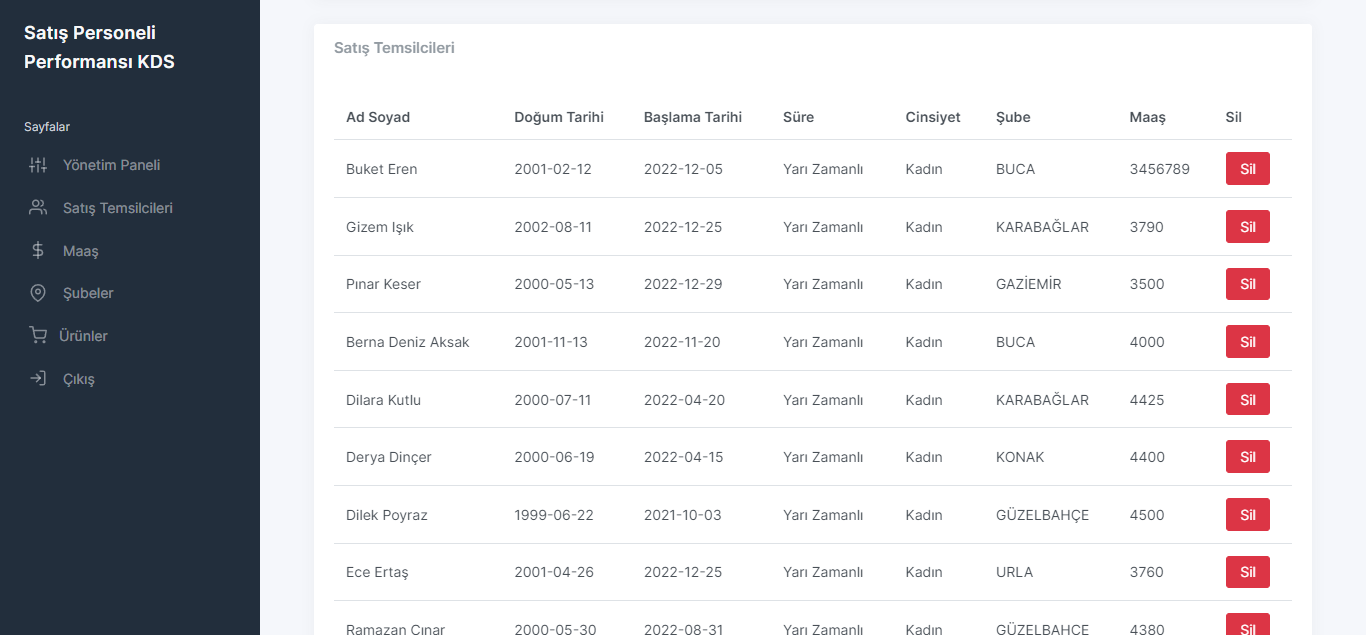 Satış Personeli
Performansı KDS
Sayfalar
Yönetim Paneli
Satış Temsilcileri
Maaş
Şubeler
Ürünler
Çıkış
Satış Temsilcileri
Ad Soyad Doğum Tarihi Başlama Tarihi Süre Cinsiyet Şube Maaş Sil
Buket Eren 2001-02-12 2022-12-05 Yarı Zamanlı Kadın BUCA 3456789 Sil
Gizem Işık 2002-08-11 2022-12-25 Yarı Zamanlı Kadın KARABAĞLAR 3790 Sil
Pınar Keser 2000-05-13 2022-12-29 Yarı Zamanlı Kadın GAZİEMİR 3500 Sil
Berna Deniz Aksak 2001-11-13 2022-11-20 Yarı Zamanlı Kadın BUCA 4000 Sil
Dilara Kutlu 2000-07-11 2022-04-20 Yarı Zamanlı Kadın KARABAĞLAR 4425 Sil
Derya Dinçer 2000-06-19 2022-04-15 Yarı Zamanlı Kadın KONAK 4400 Sil
Dilek Poyraz 1999-06-22 2021-10-03 Yarı Zamanlı Kadın GÜZELBAHÇE 4500 Sil
Ece Ertaş 2001-04-26 2022-12-25 Yarı Zamanlı Kadın URLA 3760 Sil
Ramazan Çınar 2000-05-30 2022-08-31 Yarı Zamanlı Kadın GÜZELBAHÇE 4380 Sil